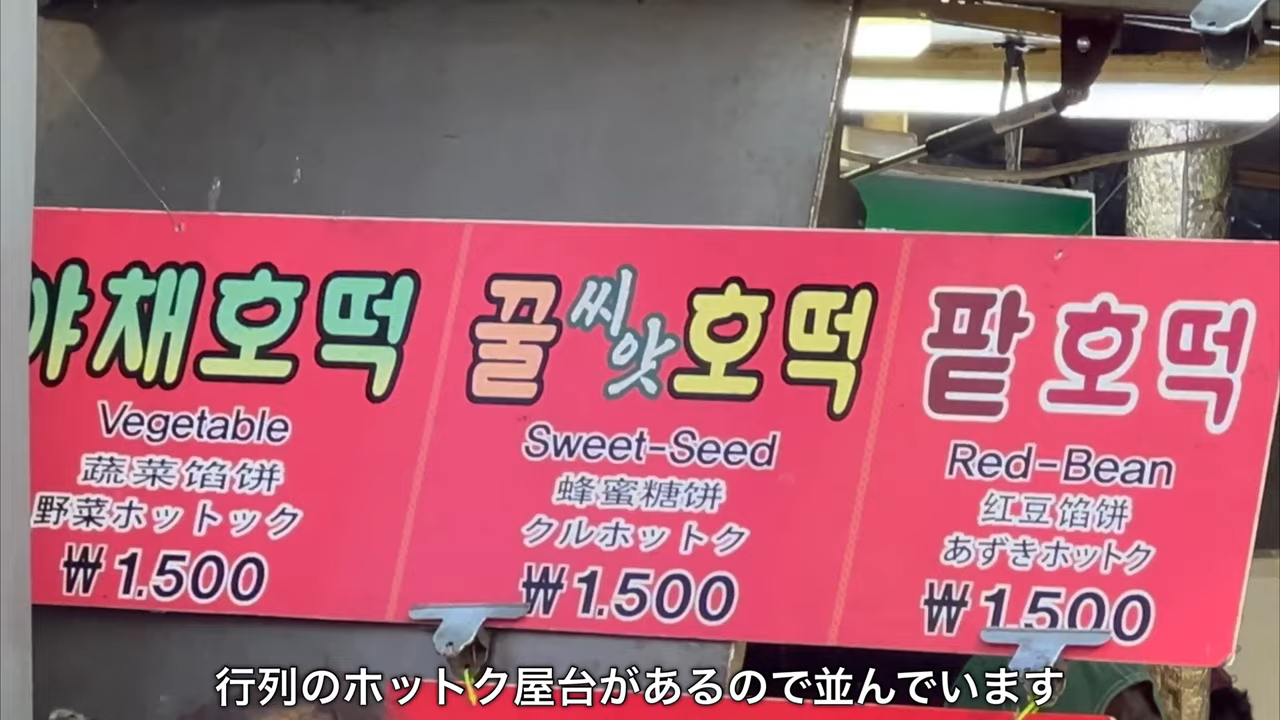 야채호떡
Vegetable
蔬菜馅饼
野菜ホットック
₩1.500
꿀씨앗호떡
Sweet-Seed
蜂蜜糖饼
クルホットク
₩1.500
팥호떡
Red-Bean
红豆馅饼
あずきホットク
₩1.500
行列のホットク屋台があるので並んでいます